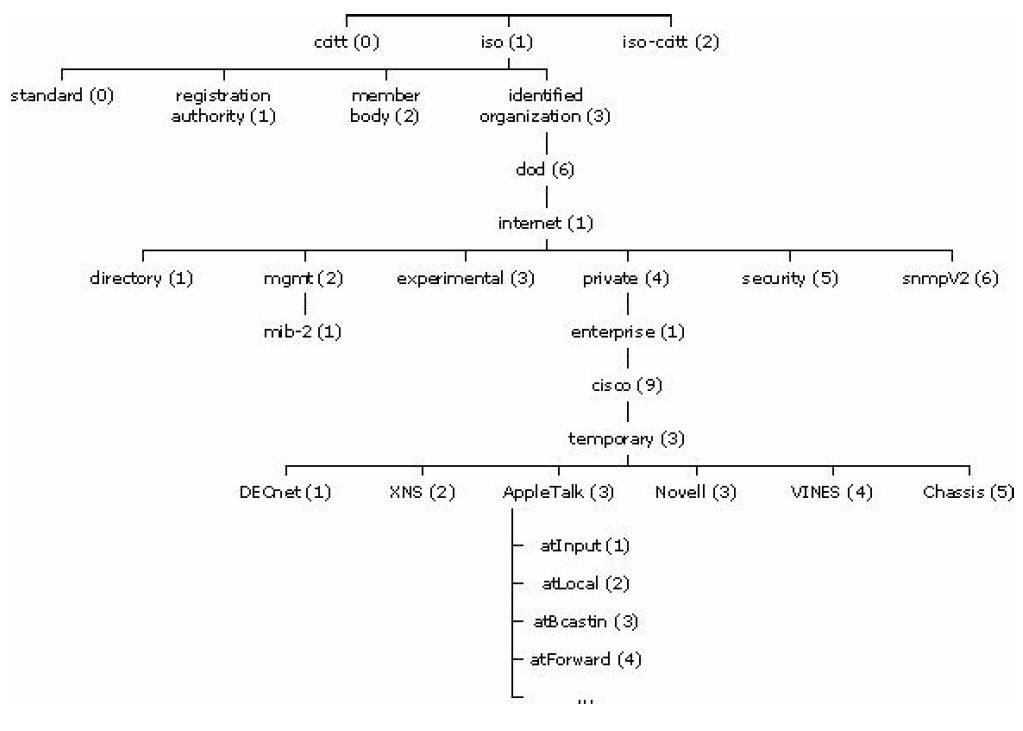 ccitt (0) iso (1) iso-ccitt (2)
standard (0) registration authority (1) member body (2) identified organization (3)
dod (6)
internet (1)
directory (1) mgmt (2) experimental (3) private (4) security (5) snmpV2 (6)
mib-2 (1) enterprise (1)
cisco (9)
temporary (3)
DECnet (1) XNS (2) AppleTalk (3) Novell (3) VINES (4) Chassis (5)
atInput (1)
atLocal (2)
atBcastin (3)
atForward (4)